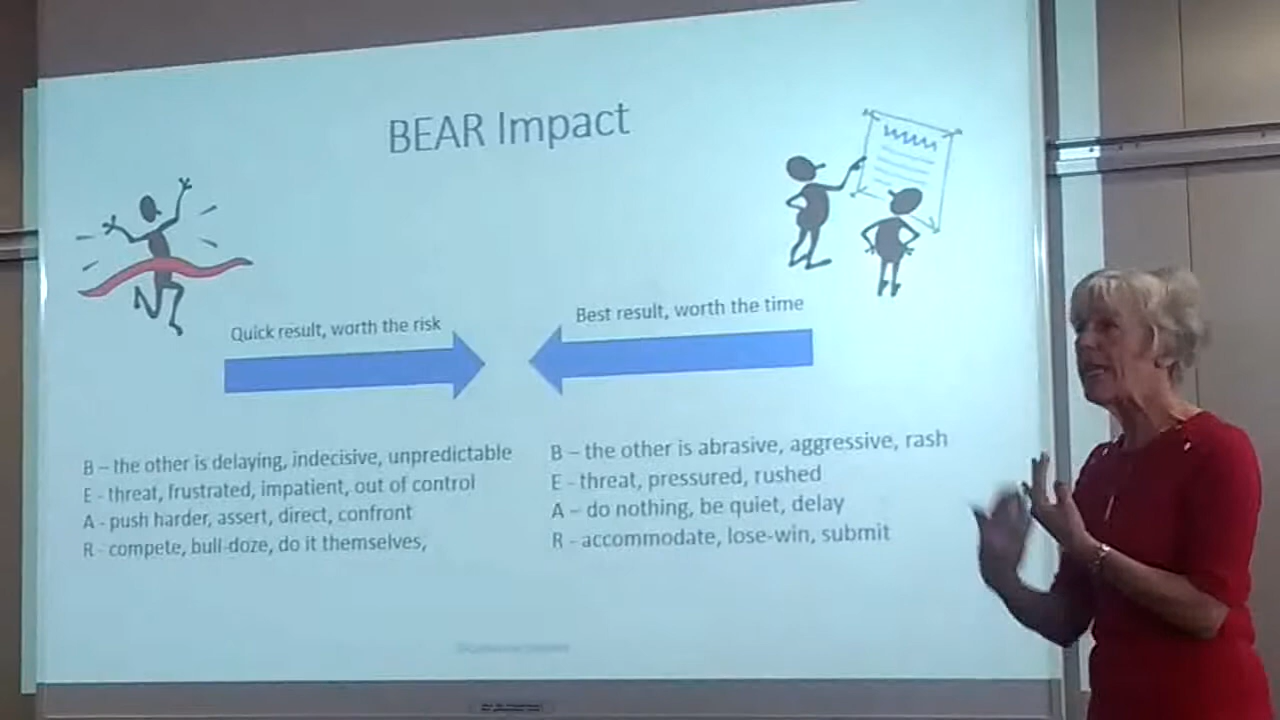 BEAR Impact
Quick result, worth the risk
Best result, worth the time
B – the other is delaying, indecisive, unpredictable
E - threat, frustrated, impatient, out of control
A - push harder, assert, direct, confront
R - compete, bull-doze, do it themselves,
B – the other is abrasive, aggressive, rash
E - threat, pressured, rushed
A – do nothing, be quiet, delay
R - accommodate, lose-win, submit